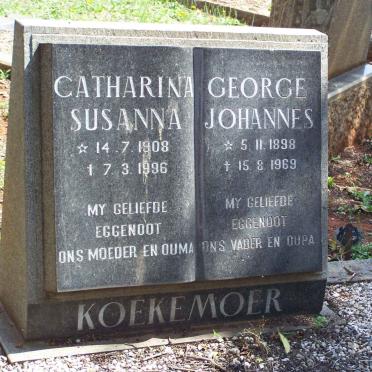 CATHARINA
SUSANNA
☆ 14.7.1908
✝ 7.3.1996
MY GELIEFDE
EGGENOOT
ONS MOEDER EN OUMA
GEORGE
JOHANNES
☆ 5.11.1898
✝ 15.8.1969
MY GELIEFDE
EGGENOOT
ONS VADER EN OUPA
KOEKEMOER